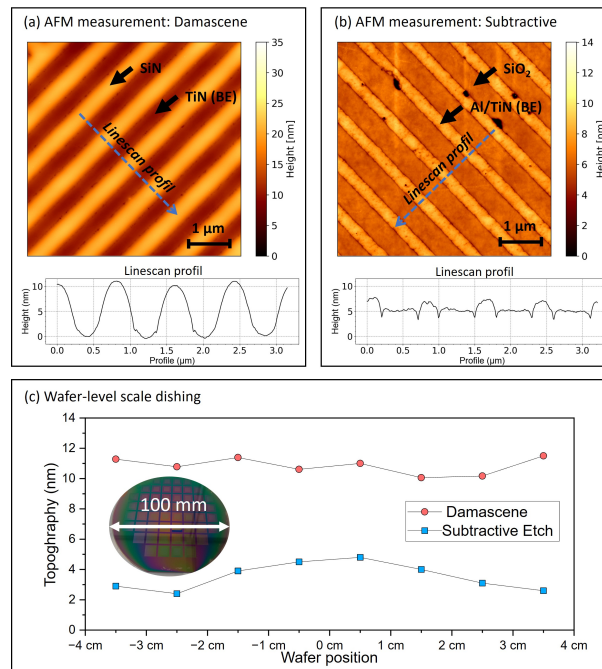 (a) AFM measurement: Damascene
SiN
TiN (BE)
Linescan profil
1 µm
35
30
25
20
15
10
5
0
Height [nm]
Linescan profil
Height [nm]
10
5
0
0.0
0.5
1.0
1.5
2.0
2.5
3.0
Profile (µm)
(b) AFM measurement: Subtractive
SiO₂
Al/TiN (BE)
Linescan profil
1 µm
14
12
10
8
6
4
2
0
Height [nm]
Linescan profil
Height [nm]
10
5
0
0.0
0.5
1.0
1.5
2.0
2.5
3.0
Profile (µm)
(c) Wafer-level scale dishing
Topoghraphy (nm)
14
12
10
8
6
4
2
0
100 mm
Damascene
Subtractive Etch
−4 cm
−3 cm
−2 cm
−1 cm
0 cm
1 cm
2 cm
3 cm
4 cm
Wafer position